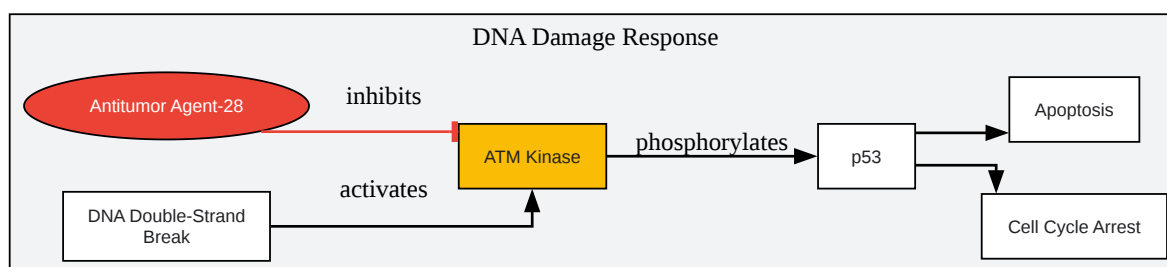 DNA Damage Response
Antitumor Agent-28
inhibits
Apoptosis
ATM Kinase
phosphorylates
p53
activates
DNA Double-Strand
Break
Cell Cycle Arrest